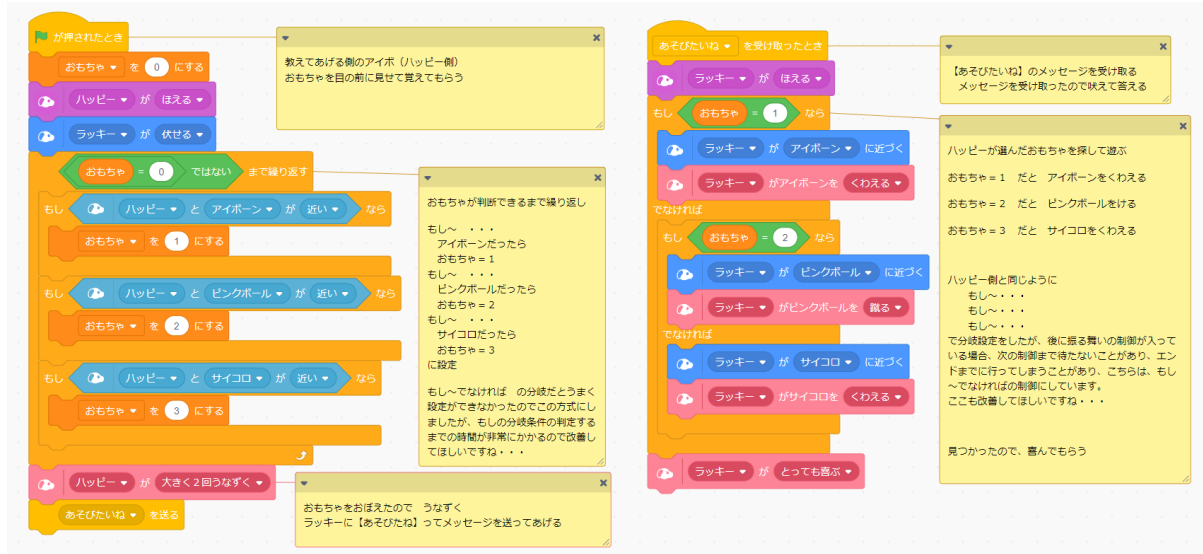 が押されたとき
おもちゃ を 0 にする
ハッピー が ほえる
ラッキー が 伏せる
おもちゃ = 0 ではない まで繰り返す
もし ハッピー と アイボーン が 近い なら
おもちゃ を 1 にする
もし ハッピー と ピンクボール が 近い なら
おもちゃ を 2 にする
もし ハッピー と サイコロ が 近い なら
おもちゃ を 3 にする
ハッピー が 大きく2回うなずく
あそびたいね を送る
教えてあげる側のアイボ（ハッピー側）
おもちゃを目の前に見せて覚えてもらう
おもちゃが判断できるまで繰り返し
もし～ ・・・
アイボーンだったら
おもちゃ＝1
もし～ ・・・
ピンクボールだったら
おもちゃ＝2
もし～ ・・・
サイコロだったら
おもちゃ＝3
に設定
もし～でなければ の分岐だとうまく
設定ができなかったのでこの方式にし
ましたが、もしの分岐条件の判定する
までの時間が非常にかかるので改善し
てほしいですね・・・
おもちゃをおぼえたので うなずく
ラッキーに【あそびたね】ってメッセージを送ってあげる
あそびたいね を受け取ったとき
ラッキー が ほえる
もし おもちゃ = 1 なら
ラッキー が アイボーン に近づく
ラッキー がアイボーンを くわえる
でなければ
もし おもちゃ = 2 なら
ラッキー が ピンクボール に近づく
ラッキー がピンクボールを 蹴る
でなければ
ラッキー が サイコロ に近づく
ラッキー がサイコロを くわえる
ラッキー が とっても喜ぶ
【あそびたいね】のメッセージを受け取る
メッセージを受け取ったので吠えて答える
ハッピーが選んだおもちゃを探して遊ぶ
おもちゃ＝1 だと アイボーンをくわえる
おもちゃ＝2 だと ピンクボールをける
おもちゃ＝3 だと サイコロをくわえる
ハッピー側と同じように
もし～・・・
もし～・・・
もし～・・・
で分岐設定をしたが、後に振る舞いの制御が入って
いる場合、次の制御まで待たないことがあり、エン
ドまでに行ってしまうことがあり、こちらは、もし
～でなければの制御にしています。
ここも改善してほしいですね・・・
見つかったので、喜んでもらう